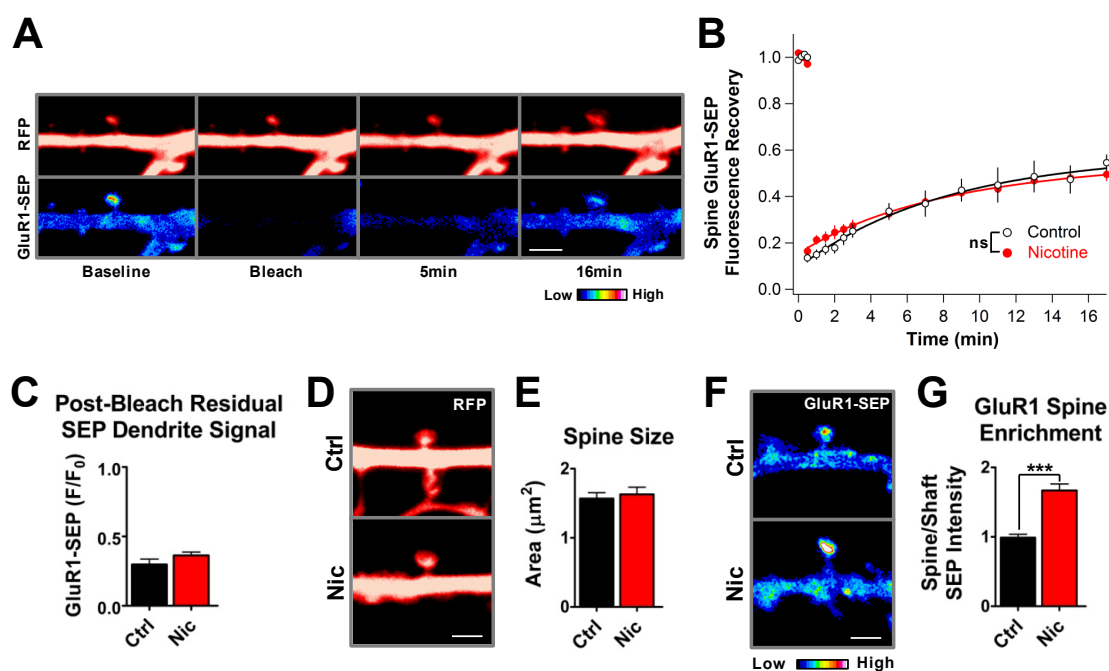 A
RFP
GluR1-SEP
Baseline Bleach 5min 16min
Low High
B
Spine GluR1-SEP
Fluorescence Recovery
1.0
0.8
0.6
0.4
0.2
0.0
ns
Control
Nicotine
0 2 4 6 8 10 12 14 16
Time (min)
C
Post-Bleach Residual
SEP Dendrite Signal
GluR1-SEP (F/F0)
1.0
0.5
0.0
Ctrl Nic
D
RFP
Ctrl
Nic
E
Spine Size
Area (μm²)
2
1
0
Ctrl Nic
F
GluR1-SEP
Ctrl
Nic
Low High
G
GluR1 Spine
Enrichment
Spine/Shaft
SEP Intensity
2
1
0
***
Ctrl Nic